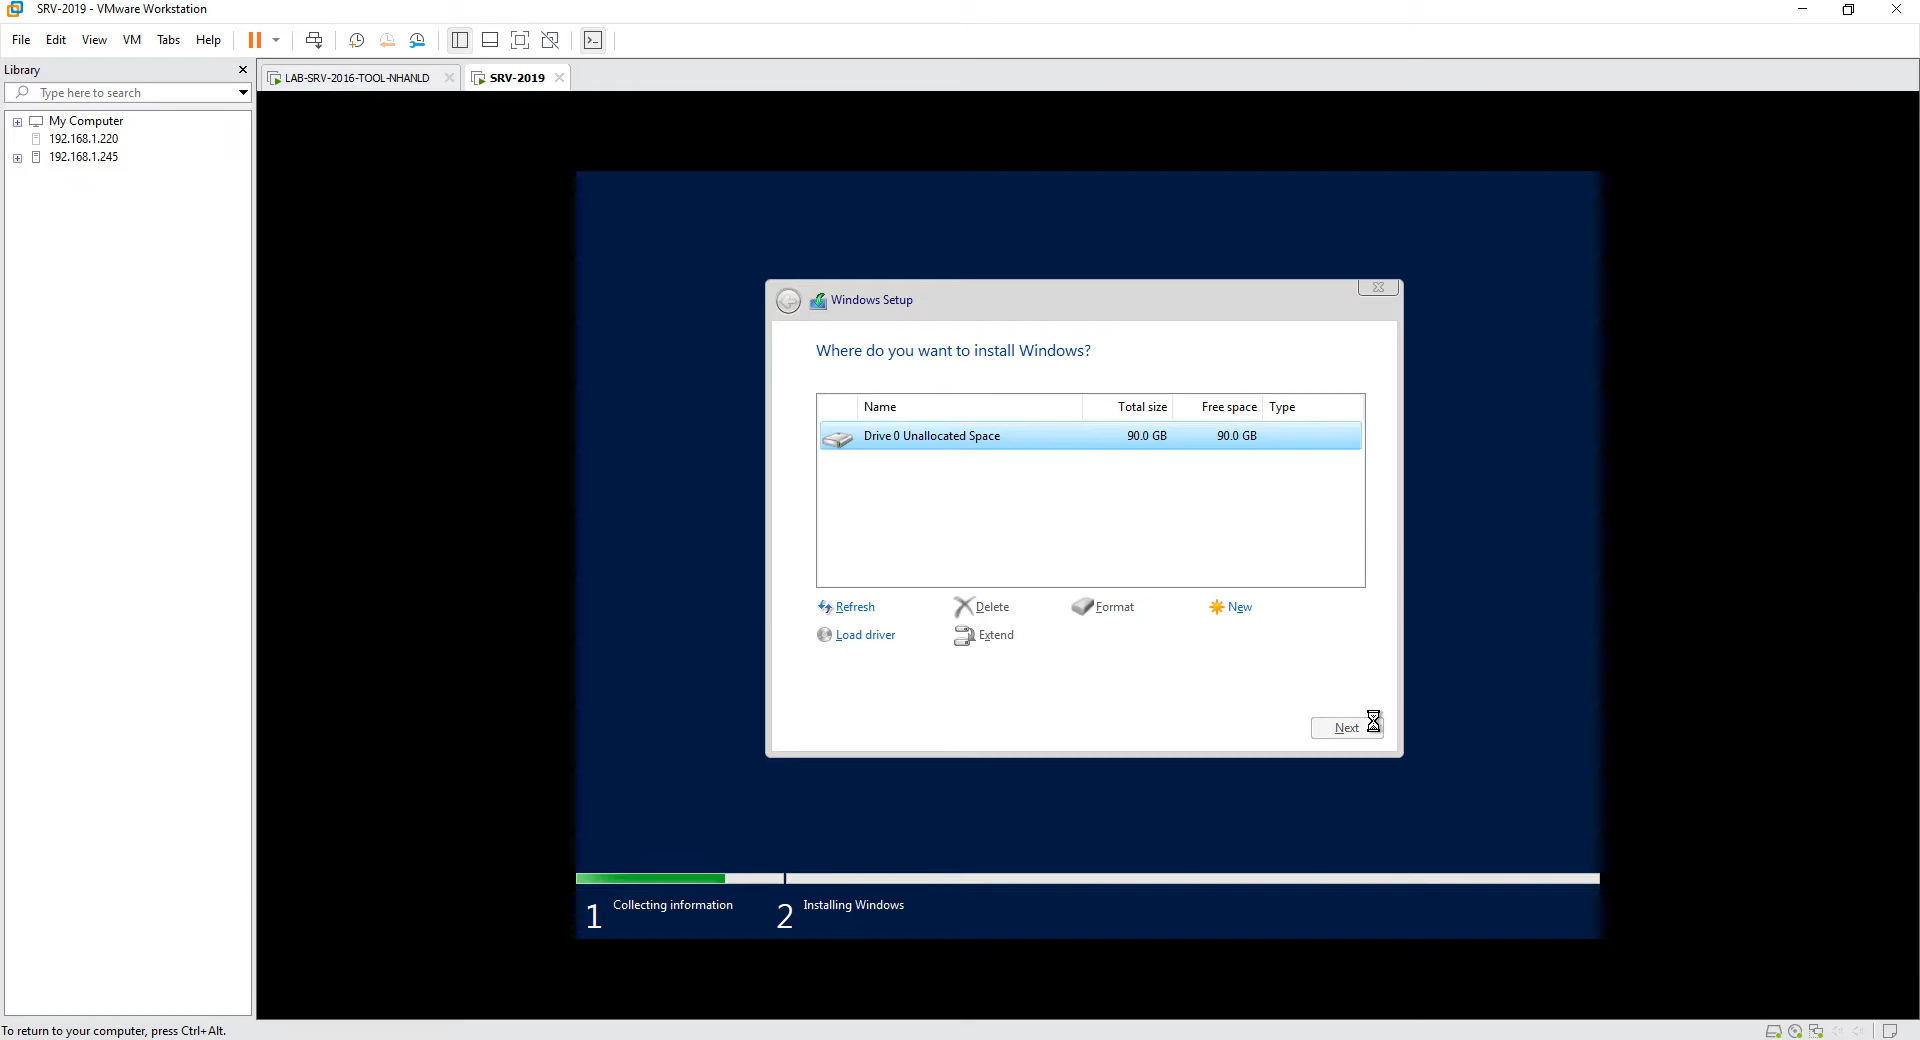 SRV-2019 - VMware Workstation
File Edit View VM Tabs Help
Library
Type here to search
My Computer
192.168.1.220
192.168.1.245
LAB-SRV-2016-TOOL-NHANLD SRV-2019
Windows Setup
Where do you want to install Windows?
Name Total size Free space Type
Drive 0 Unallocated Space 90.0 GB 90.0 GB
Refresh Delete Format New
Load driver Extend
Next
1 Collecting information 2 Installing Windows
To return to your computer, press Ctrl+Alt.